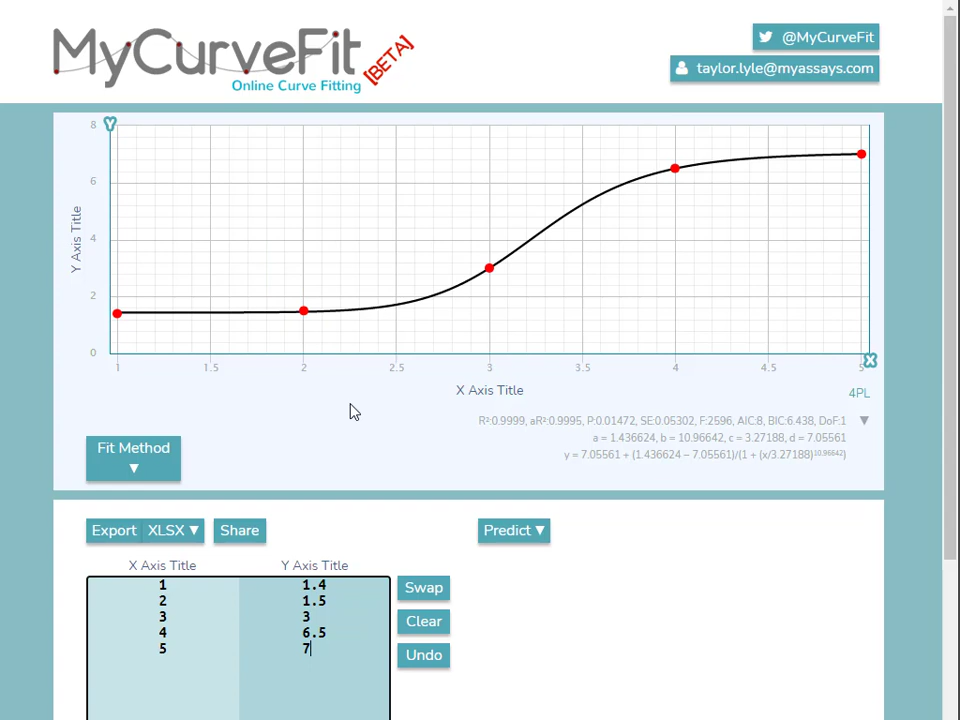 MyCurveFit
[BETA]
Online Curve Fitting
@MyCurveFit
taylor.lyle@myassays.com
Y
8
6
4
2
0
Y Axis Title
1 1.5 2 2.5 3 3.5 4 4.5 5
X
X Axis Title
4PL
R²:0.9999, aR²:0.9995, P:0.01472, SE:0.05302, F:2596, AIC:8, BIC:6.438, DoF:1 ▼
a = 1.436624, b = 10.96642, c = 3.27188, d = 7.05561
y = 7.05561 + (1.436624 – 7.05561)/(1 + (x/3.27188)^10.96642)
Fit Method
▼
Export XLSX ▼ Share Predict ▼
X Axis Title Y Axis Title
1 1.4
2 1.5
3 3
4 6.5
5 7
Swap
Clear
Undo